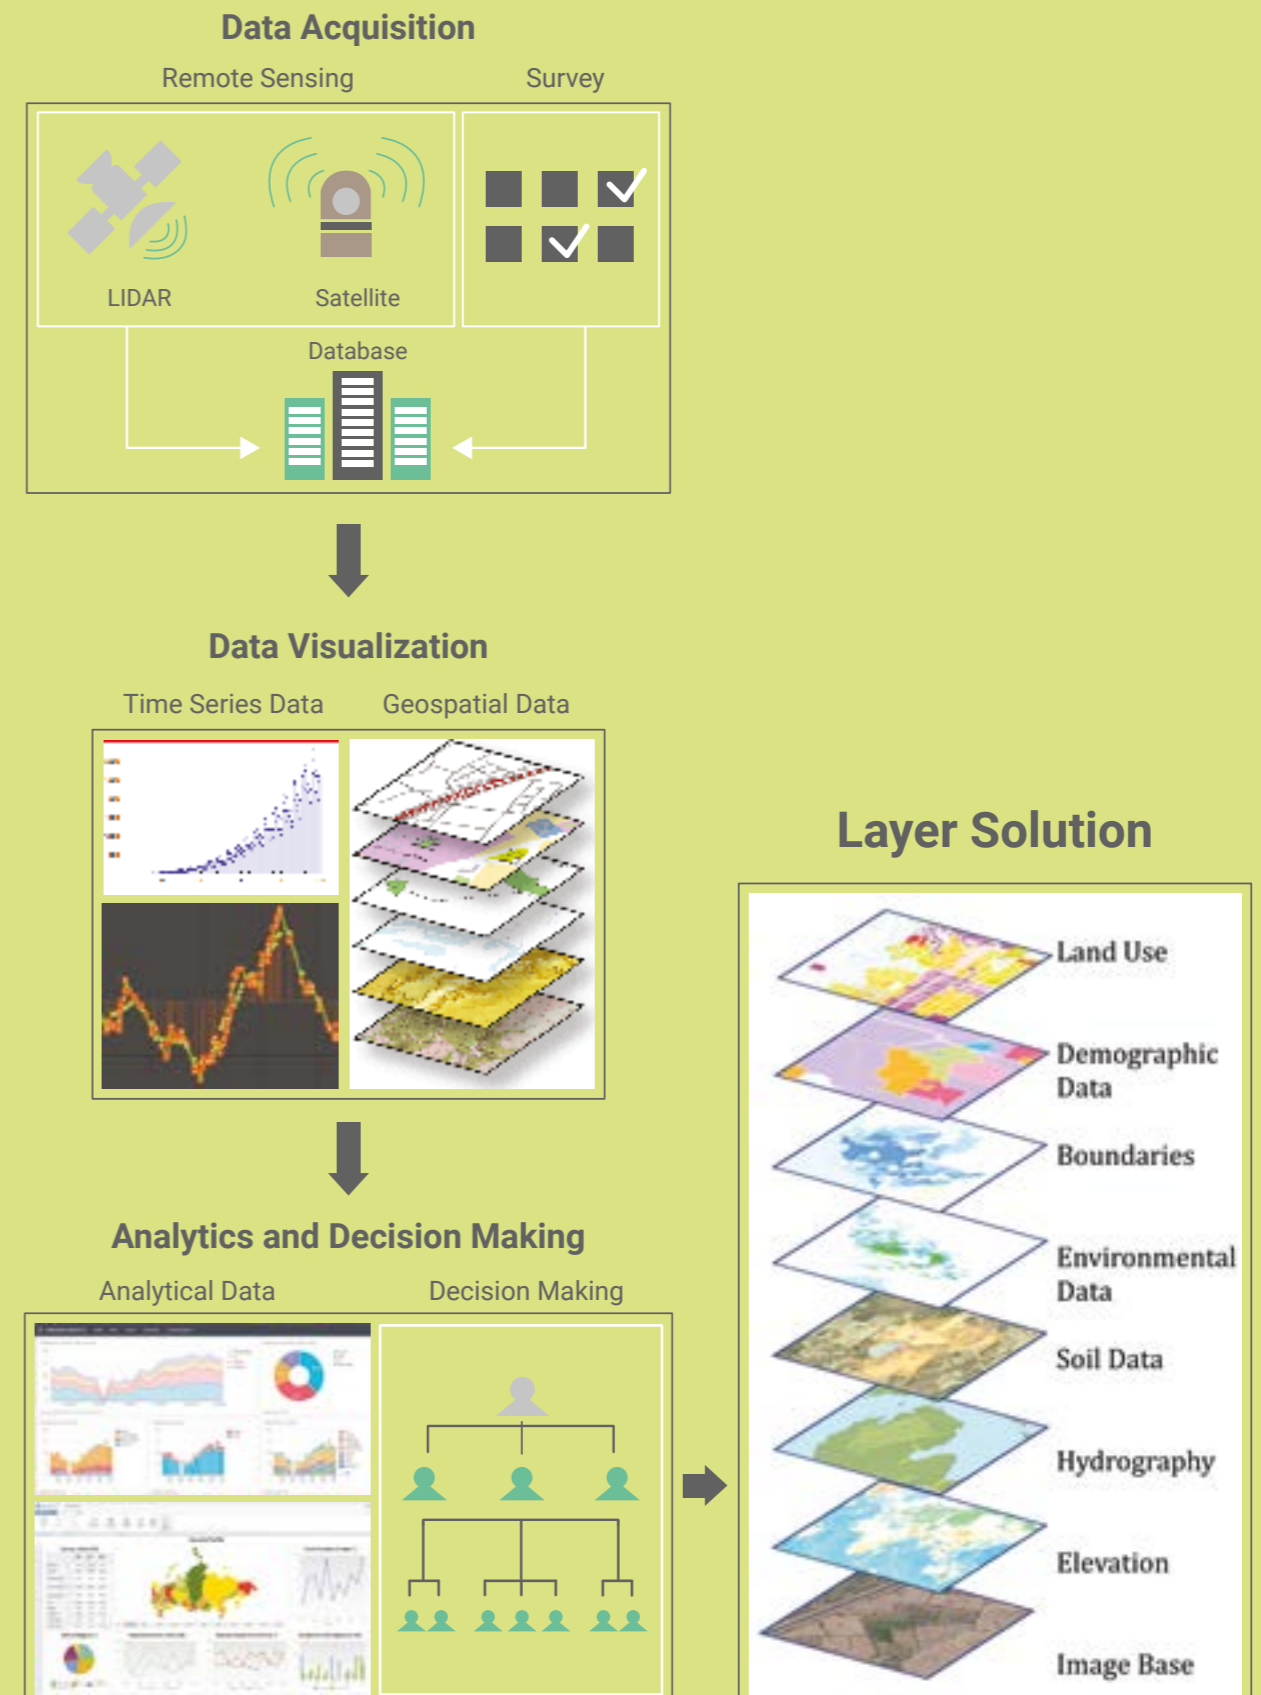 Data Acquisition
Remote Sensing
Survey
LIDAR
Satellite
Database
Data Visualization
Time Series Data
Geospatial Data
Analytics and Decision Making
Analytical Data
Decision Making
Layer Solution
Land Use
Demographic
Data
Boundaries
Environmental
Data
Soil Data
Hydrography
Elevation
Image Base